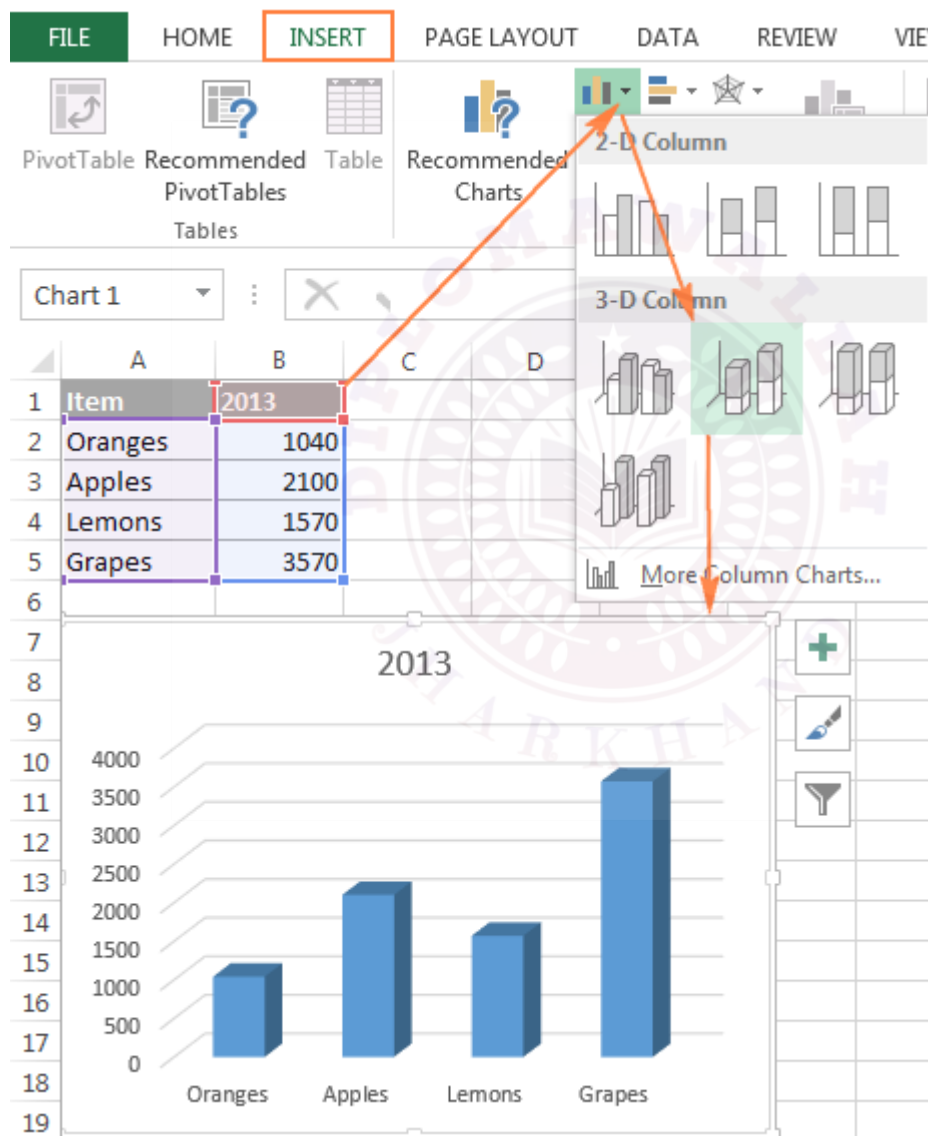 FILE HOME INSERT PAGE LAYOUT DATA REVIEW VIE
PivotTable Recommended PivotTables Table Recommended Charts
Tables
2-D Column
3-D Column
More Column Charts...
Chart 1
A B C D
1 Item 2013
2 Oranges 1040
3 Apples 2100
4 Lemons 1570
5 Grapes 3570
6
7
8
9
10
11
12
13
14
15
16
17
18
19
2013
4000
3500
3000
2500
2000
1500
1000
500
0
Oranges Apples Lemons Grapes
DIPLOMAWALAH
JHARKHAND